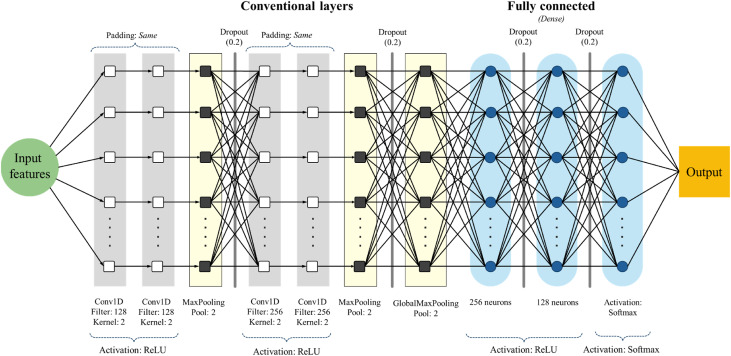 Conventional layers
Fully connected
(Dense)
Padding: Same
Dropout
(0.2)
Padding: Same
Dropout
(0.2)
Dropout
(0.2)
Dropout
(0.2)
Input
features
Output
Conv1D
Filter: 128
Kernel: 2
Conv1D
Filter: 128
Kernel: 2
MaxPooling
Pool: 2
Conv1D
Filter: 256
Kernel: 2
Conv1D
Filter: 256
Kernel: 2
MaxPooling
Pool: 2
GlobalMaxPooling
Pool: 2
256 neurons
128 neurons
Activation:
Softmax
Activation: ReLU
Activation: ReLU
Activation: ReLU
Activation: Softmax